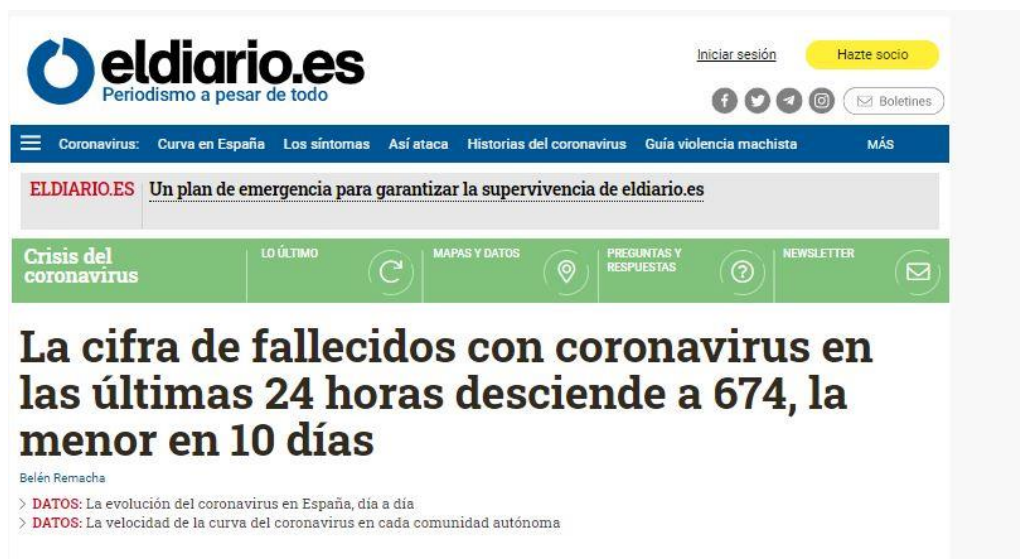 eldiario.es
Periodismo a pesar de todo
Iniciar sesión
Hazte socio
Boletines
Coronavirus: Curva en España Los síntomas Así ataca Historias del coronavirus Guía violencia machista MÁS
ELDIARIO.ES Un plan de emergencia para garantizar la supervivencia de eldiario.es
Crisis del
coronavirus
LO ÚLTIMO
MAPAS Y DATOS
PREGUNTAS Y
RESPUESTAS
NEWSLETTER
La cifra de fallecidos con coronavirus en
las últimas 24 horas desciende a 674, la
menor en 10 días
Belén Remacha
> DATOS: La evolución del coronavirus en España, día a día
> DATOS: La velocidad de la curva del coronavirus en cada comunidad autónoma